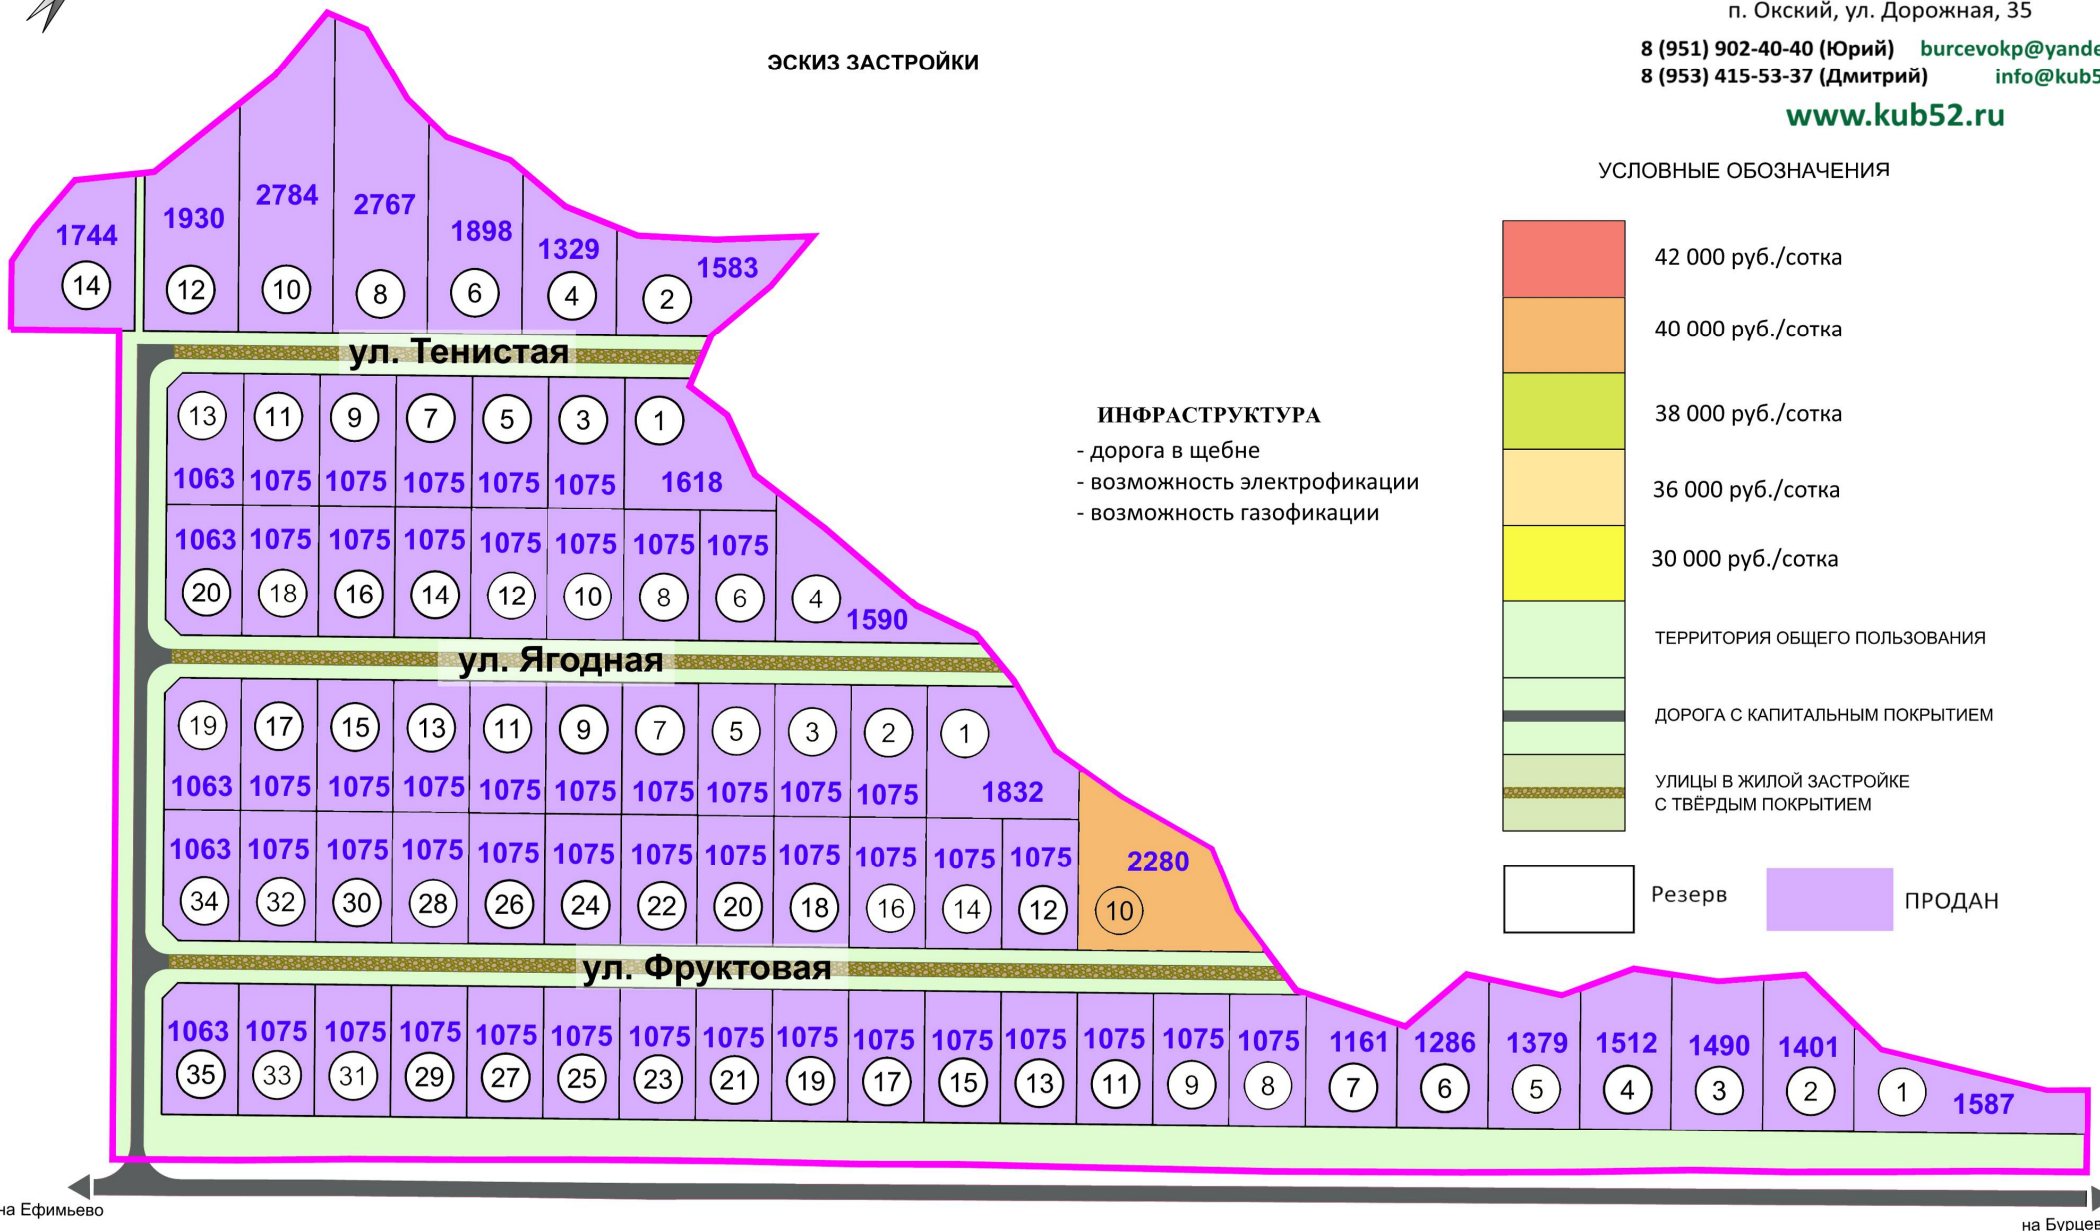 п. Окский, ул. Дорожная, 35
ЭСКИЗ ЗАСТРОЙКИ
8 (951) 902-40-40 (Юрий) burcevokp@yande
8 (953) 415-53-37 (Дмитрий) info@kub5
www.kub52.ru
УСЛОВНЫЕ ОБОЗНАЧЕНИЯ
42 000 руб./сотка
40 000 руб./сотка
38 000 руб./сотка
36 000 руб./сотка
30 000 руб./сотка
ТЕРРИТОРИЯ ОБЩЕГО ПОЛЬЗОВАНИЯ
ДОРОГА С КАПИТАЛЬНЫМ ПОКРЫТИЕМ
УЛИЦЫ В ЖИЛОЙ ЗАСТРОЙКЕ
С ТВЁРДЫМ ПОКРЫТИЕМ
Резерв ПРОДАН
ИНФРАСТРУКТУРА
- дорога в щебне
- возможность электрофикации
- возможность газофикации
1744 1930 2784 2767 1898 1329 1583
14 12 10 8 6 4 2
ул. Тенистая
13 11 9 7 5 3 1
1063 1075 1075 1075 1075 1075 1618
1063 1075 1075 1075 1075 1075 1075 1075 1590
20 18 16 14 12 10 8 6 4
ул. Ягодная
19 17 15 13 11 9 7 5 3 2 1
1063 1075 1075 1075 1075 1075 1075 1075 1075 1075 1832
1063 1075 1075 1075 1075 1075 1075 1075 1075 1075 1075 1075 2280
34 32 30 28 26 24 22 20 18 16 14 12 10
ул. Фруктовая
1063 1075 1075 1075 1075 1075 1075 1075 1075 1075 1075 1075 1075 1075 1075 1161 1286 1379 1512 1490 1401 1587
35 33 31 29 27 25 23 21 19 17 15 13 11 9 8 7 6 5 4 3 2 1
на Ефимьево
на Бурцев